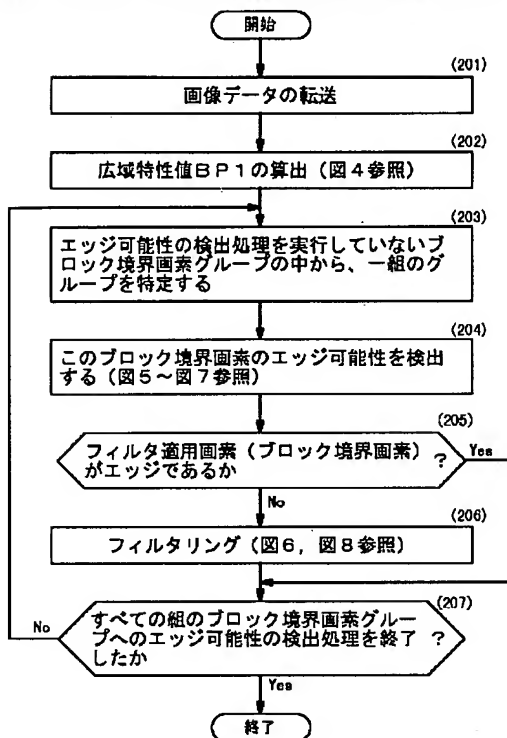 開始
(201)
画像データの転送
(202)
広域特性値BP1の算出(図4参照)
(203)
エッジ可能性の検出処理を実行していないブ
ロック境界画素グループの中から、一組のグ
ループを特定する
(204)
このブロック境界画素のエッジ可能性を検出
する(図5〜図7参照)
(205)
フィルタ適用画素(ブロック境界画素)
がエッジであるか
?
Yes
No
(206)
フィルタリング(図6,図8参照)
(207)
No
すべての組のブロック境界画素グルー
プへのエッジ可能性の検出処理を終了
したか
?
Yes
終了